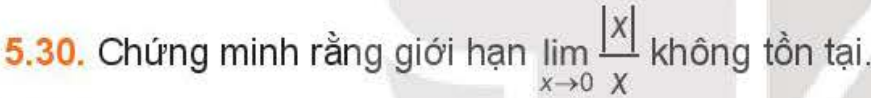 5.30. Chứng minh rằng giới hạn lim_{x→0} |x|/x không tồn tại.